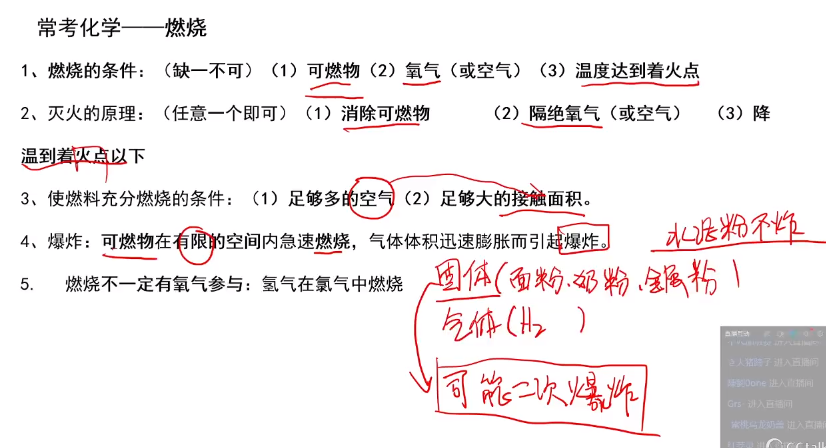 常考化学——燃烧
1、燃烧的条件：（缺一不可）（1）可燃物（2）氧气（或空气）（3）温度达到着火点
2、灭火的原理：（任意一个即可）（1）消除可燃物 （2）隔绝氧气（或空气） （3）降
温到着火点以下
3、使燃料充分燃烧的条件：（1）足够多的空气（2）足够大的接触面积。
4、爆炸：可燃物在有限的空间内急速燃烧，气体体积迅速膨胀而引起爆炸。
水泥粉不炸
5. 燃烧不一定有氧气参与：氢气在氯气中燃烧
固体（面粉、奶粉、金属粉）
气体（H₂ ）
可能二次爆炸
进入直播间
进入直播间
Done 进入直播间
进入直播间
进入直播间